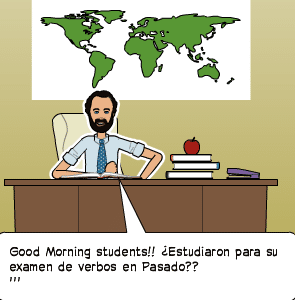 Good Morning students!! ¿Estudiaron para su
examen de verbos en Pasado??
'''